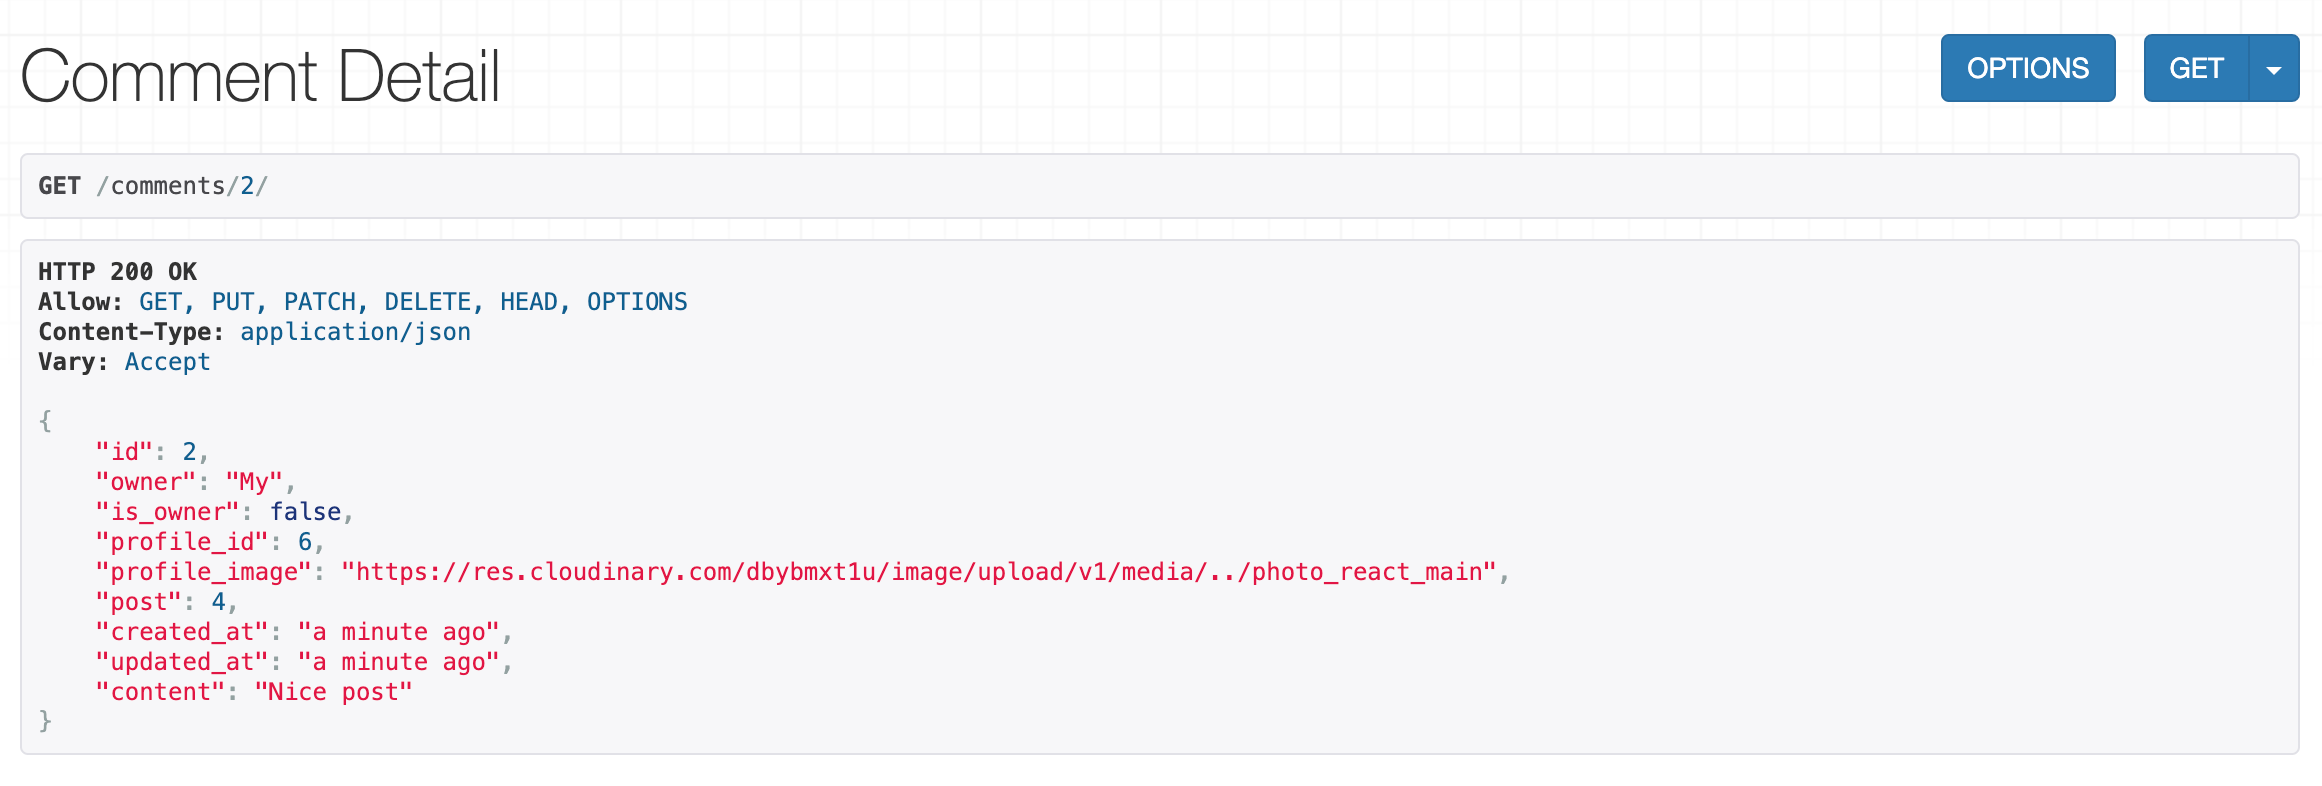 Comment Detail
OPTIONS
GET
GET /comments/2/
HTTP 200 OK
Allow: GET, PUT, PATCH, DELETE, HEAD, OPTIONS
Content-Type: application/json
Vary: Accept
{
    "id": 2,
    "owner": "My",
    "is_owner": false,
    "profile_id": 6,
    "profile_image": "https://res.cloudinary.com/dbybmxt1u/image/upload/v1/media/../photo_react_main",
    "post": 4,
    "created_at": "a minute ago",
    "updated_at": "a minute ago",
    "content": "Nice post"
}